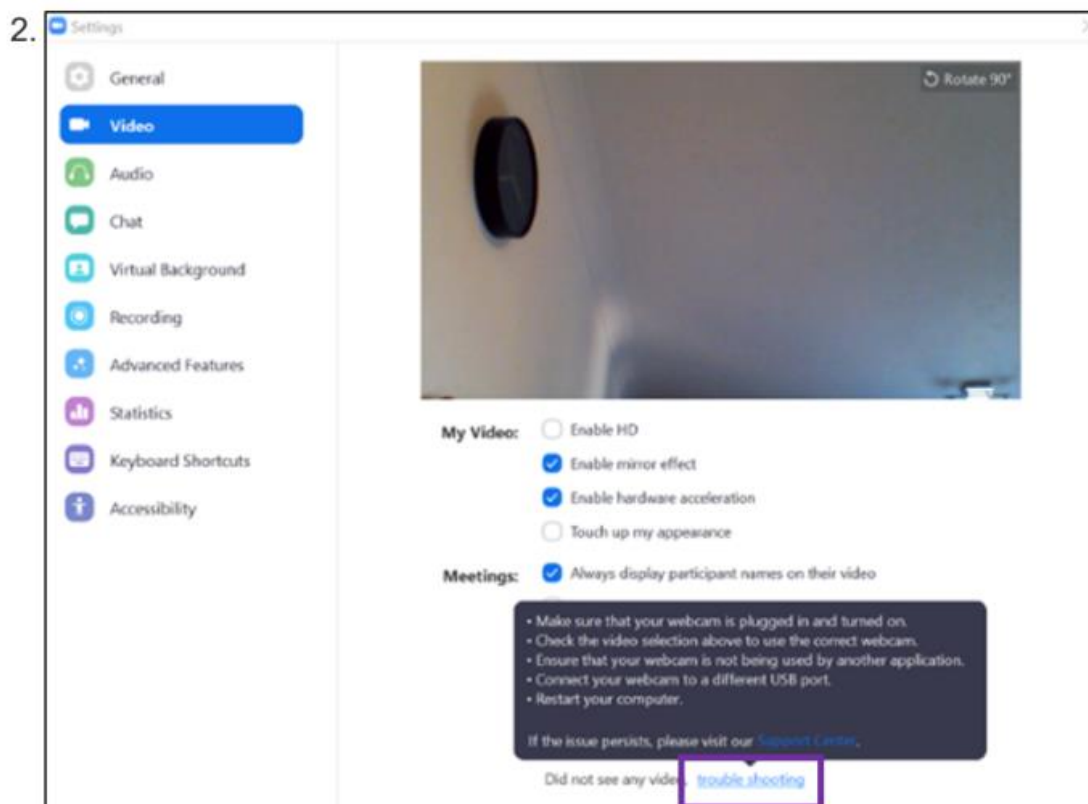 2.
Settings
General
Rotate 90°
Video
Audio
Chat
Virtual Background
Recording
Advanced Features
Statistics
Keyboard Shortcuts
Accessibility
My Video: Enable HD
Enable mirror effect
Enable hardware acceleration
Touch up my appearance
Meetings: Always display participant names on their video
• Make sure that your webcam is plugged in and turned on.
• Check the video selection above to use the correct webcam.
• Ensure that your webcam is not being used by another application.
• Connect your webcam to a different USB port.
• Restart your computer.
If the issue persists, please visit our Support Center.
Did not see any video, trouble shooting